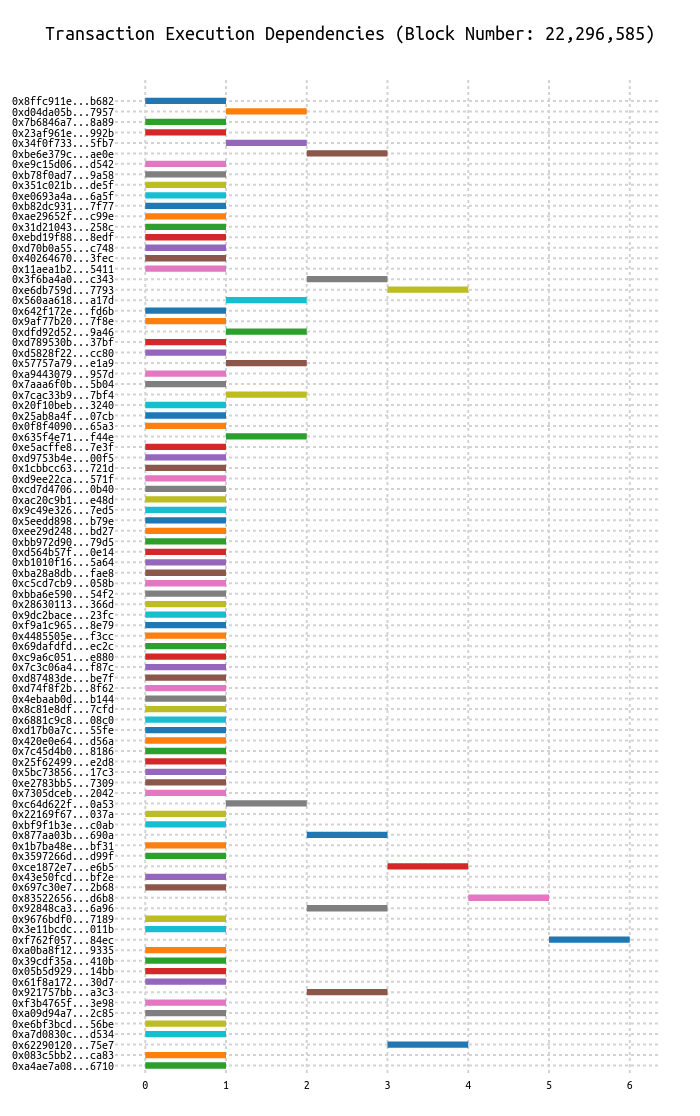 Transaction Execution Dependencies (Block Number: 22,296,585)
0x8ffc911e...b682
0xd04da05b...7957
0x7b6846a7...8a89
0x23af961e...992b
0x34f0f733...5fb7
0xbe6e379c...ae0e
0xe9c15d06...d542
0xb78f0ad7...9a58
0x351c021b...de5f
0xe0693a4a...6a5f
0xb82dc931...7f77
0xae29652f...c99e
0x31d21043...258c
0xebd19f88...8edf
0xd70b0a55...c748
0x40264670...3fec
0x11aea1b2...5411
0x3f6ba4a0...c343
0xe6db759d...7793
0x560aa618...a17d
0x642f172e...fd6b
0x9af77b20...7f8e
0xdfd92d52...9a46
0xd789530b...37bf
0xd5828f22...cc80
0x57757a79...e1a9
0xa9443079...957d
0x7aaa6f0b...5b04
0x7cac33b9...7bf4
0x20f10beb...3240
0x25ab8a4f...07cb
0x0f8f4090...65a3
0x635f4e71...f44e
0xe5acffe8...7e3f
0xd9753b4e...00f5
0x1cbbcc63...721d
0xd9ee22ca...571f
0xcd7d4706...0b40
0xac20c9b1...e48d
0x9c49e326...7ed5
0x5eedd898...b79e
0xee29d248...bd27
0xbb972d90...79d5
0xd564b57f...0e14
0xb1010f16...5a64
0xba28a8db...fae8
0xc5cd7cb9...058b
0xbba6e590...54f2
0x28630113...366d
0x9dc2bace...23fc
0xf9a1c965...8e79
0x4485505e...f3cc
0x69dafdfd...ec2c
0xc9a6c051...e880
0x7c3c06a4...f87c
0xd87483de...be7f
0xd74f8f2b...8f62
0x4ebaab0d...b144
0x8c81e8df...7cfd
0x6881c9c8...08c0
0xd17b0a7c...55fe
0x420e0e64...d56a
0x7c45d4b0...8186
0x25f62499...e2d8
0x5bc73856...17c3
0xe2783bb5...7309
0x7305dceb...2042
0xc64d622f...0a53
0x22169f67...037a
0xbf9f1b3e...c0ab
0x877aa03b...690a
0x1b7ba48e...bf31
0x3597266d...d99f
0xce1872e7...e6b5
0x43e50fcd...bf2e
0x697c30e7...2b68
0x83522656...d6b8
0x92848ca3...6a96
0x9676bdf0...7189
0x3e11bcdc...011b
0xf762f057...84ec
0xa0ba8f12...9335
0x39cdf35a...410b
0x05b5d929...14bb
0x61f8a172...30d7
0x921757bb...a3c3
0xf3b4765f...3e98
0xa09d94a7...2c85
0xe6bf3bcd...56be
0xa7d0830c...d534
0x62290120...75e7
0x083c5bb2...ca83
0xa4ae7a08...6710
0 1 2 3 4 5 6